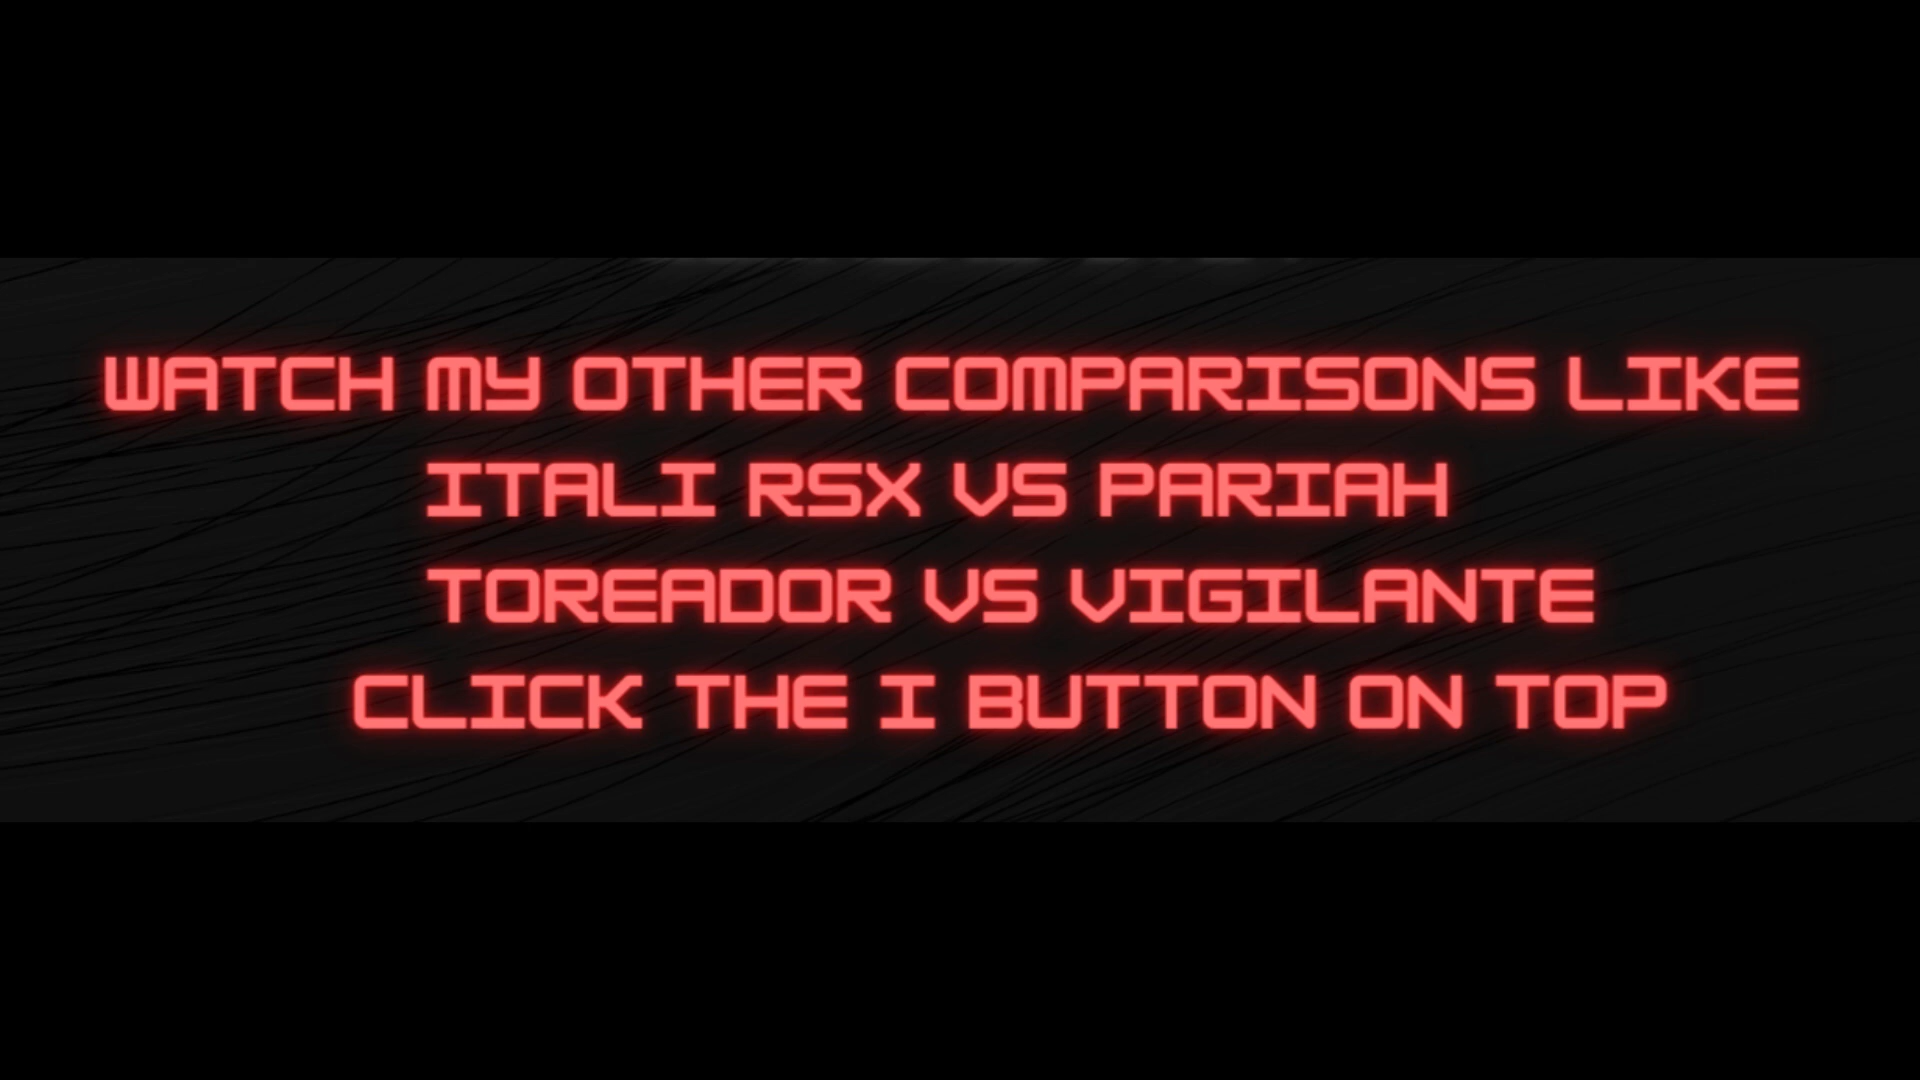 WATCH MY OTHER COMPARISONS LIKE
ITALI RSX VS PARIAH
TOREADOR VS VIGILANTE
CLICK THE I BUTTON ON TOP